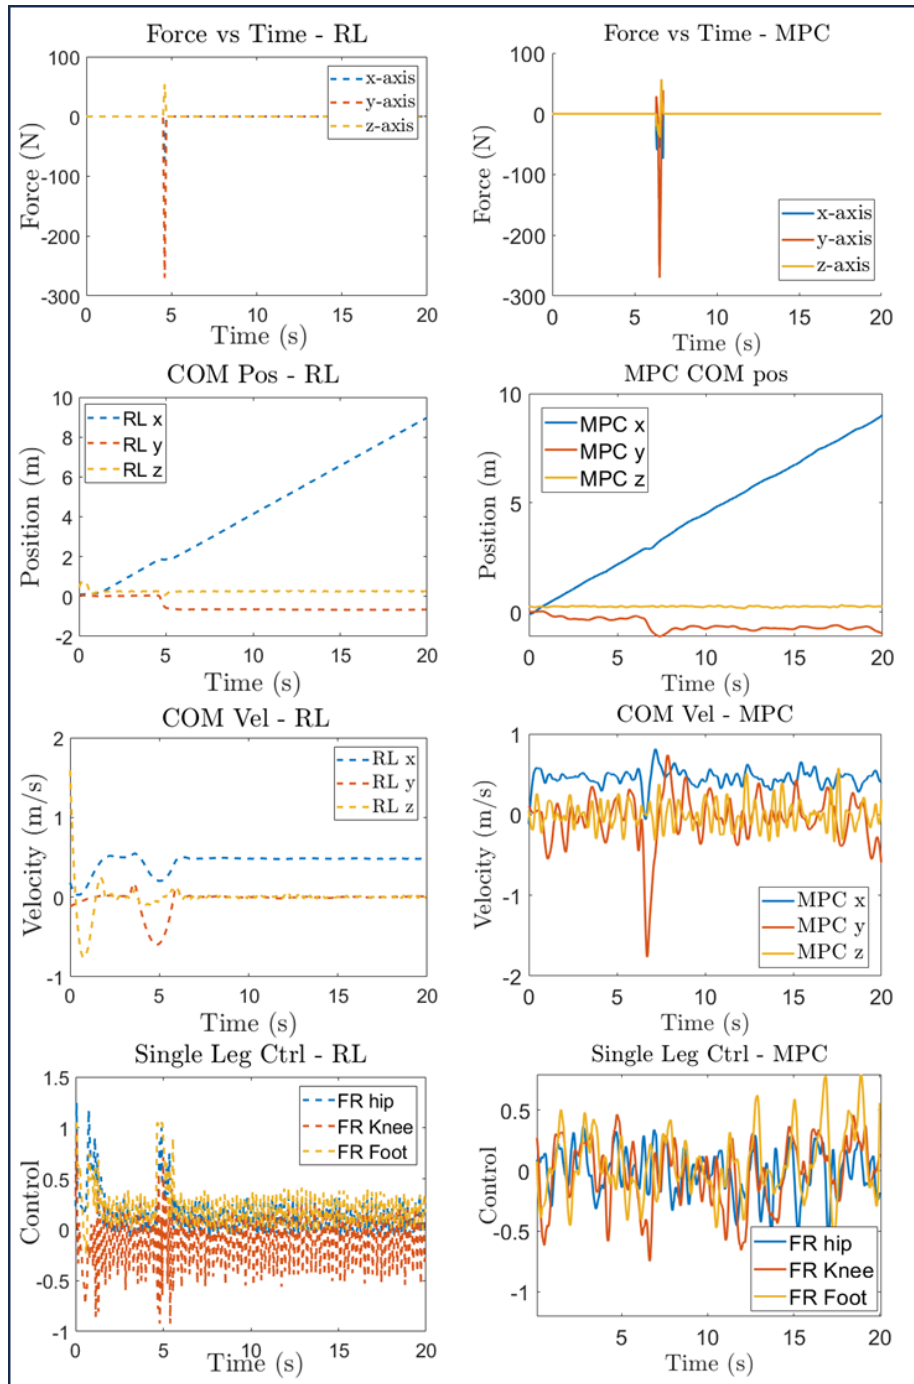 Force vs Time - RL
100
0
-100
-200
-300
Force (N)
x-axis
y-axis
z-axis
0 5 10 15 20
Time (s)
Force vs Time - MPC
100
0
-100
-200
-300
Force (N)
x-axis
y-axis
z-axis
0 5 10 15 20
Time (s)
COM Pos - RL
10
8
6
4
2
0
-2
Position (m)
RL x
RL y
RL z
0 5 10 15 20
Time (s)
MPC COM pos
10
5
0
Position (m)
MPC x
MPC y
MPC z
0 5 10 15 20
Time (s)
COM Vel - RL
2
1
0
-1
Velocity (m/s)
RL x
RL y
RL z
0 5 10 15 20
Time (s)
COM Vel - MPC
1
0
-1
-2
Velocity (m/s)
MPC x
MPC y
MPC z
0 5 10 15 20
Time (s)
Single Leg Ctrl - RL
1.5
1
0.5
0
-0.5
-1
Control
FR hip
FR Knee
FR Foot
0 5 10 15 20
Time (s)
Single Leg Ctrl - MPC
0.5
0
-0.5
-1
Control
FR hip
FR Knee
FR Foot
5 10 15 20
Time (s)